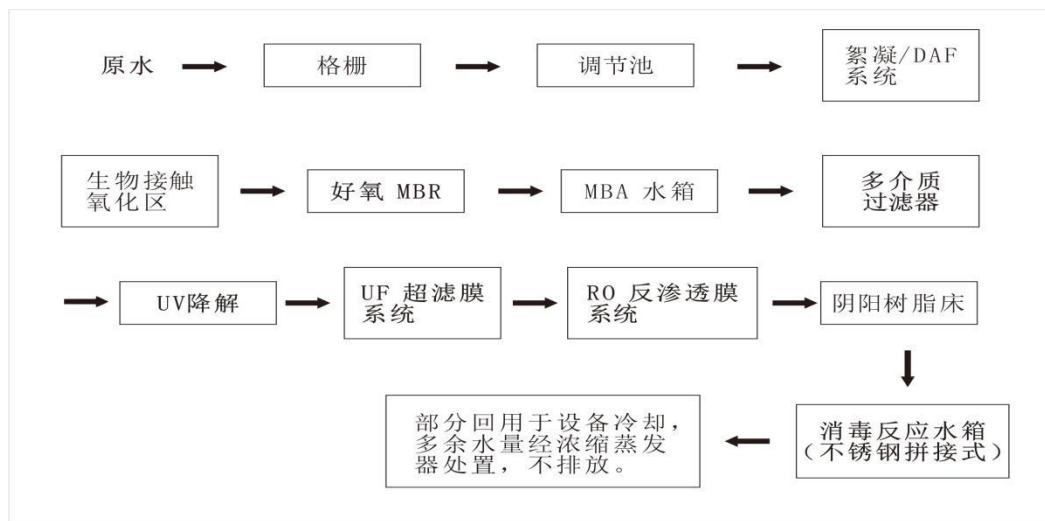 原水
格栅
调节池
絮凝/DAF
系统
生物接触
氧化区
好氧 MBR
MBA 水箱
多介质
过滤器
UV降解
UF 超滤膜
系统
RO 反渗透膜
系统
阴阳树脂床
部分回用于设备冷却，
多余水量经浓缩蒸发
器处置，不排放。
消毒反应水箱
（不锈钢拼接式）